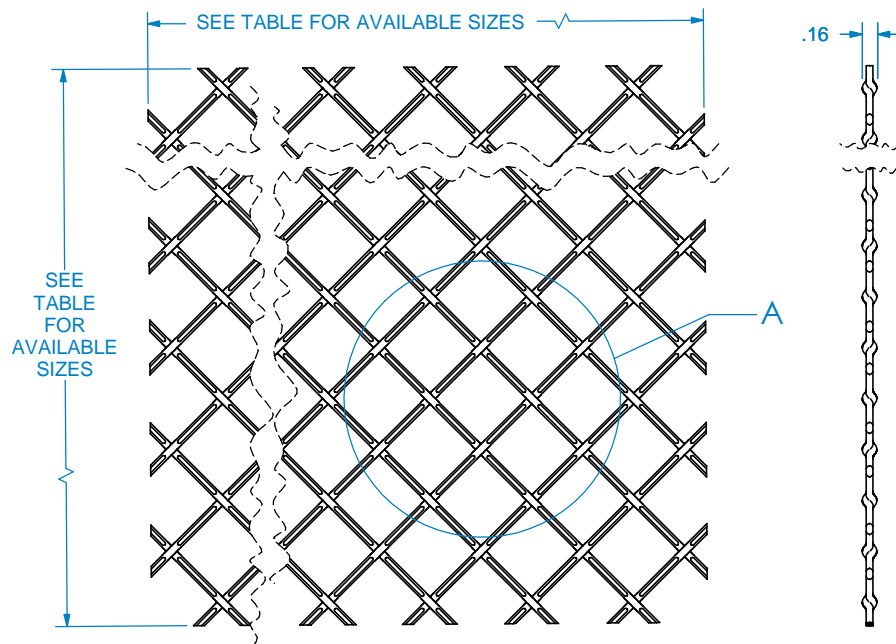 SEE TABLE FOR AVAILABLE SIZES
.16
SEE
TABLE
FOR
AVAILABLE
SIZES
A